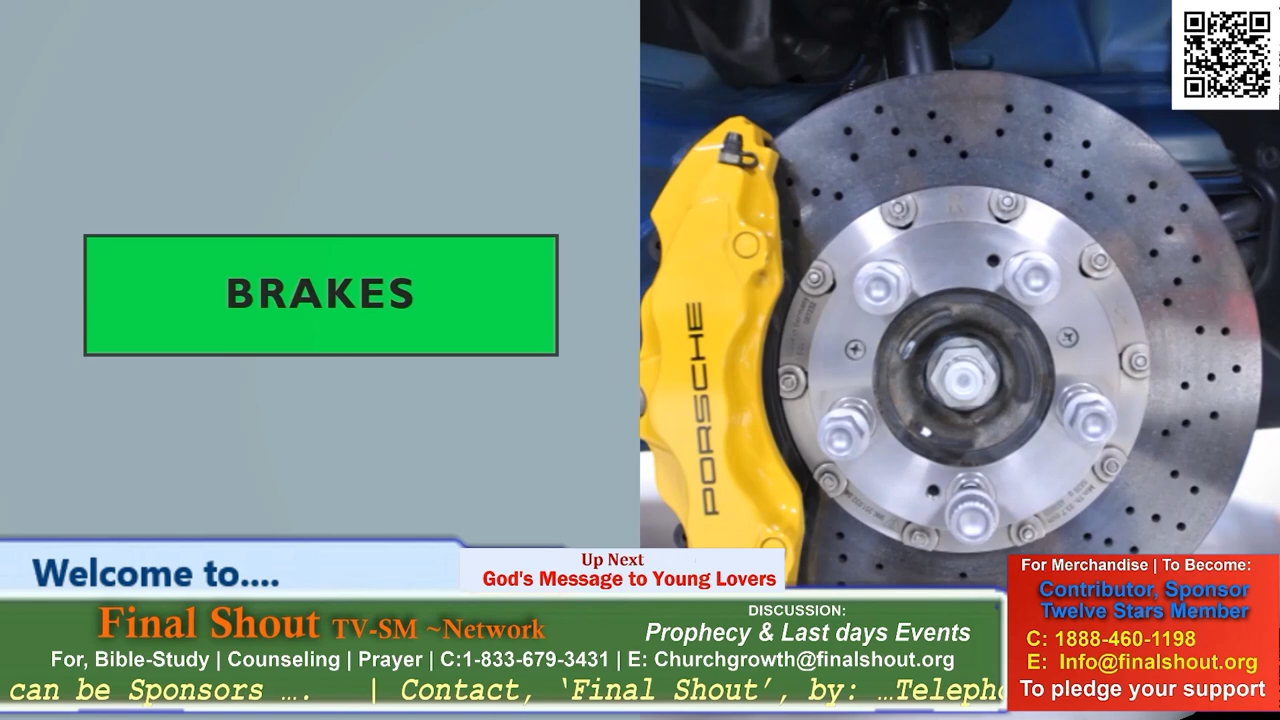 BRAKES
PORSCHE
Welcome to....
Up Next
God's Message to Young Lovers
Final Shout TV-SM ~Network
DISCUSSION:
Prophecy & Last days Events
For, Bible-Study | Counseling | Prayer | C:1-833-679-3431 | E: Churchgrowth@finalshout.org
can be Sponsors …. | Contact, ‘Final Shout’, by: …Telepho
For Merchandise | To Become:
Contributor, Sponsor
Twelve Stars Member
C: 1888-460-1198
E: Info@finalshout.org
To pledge your support